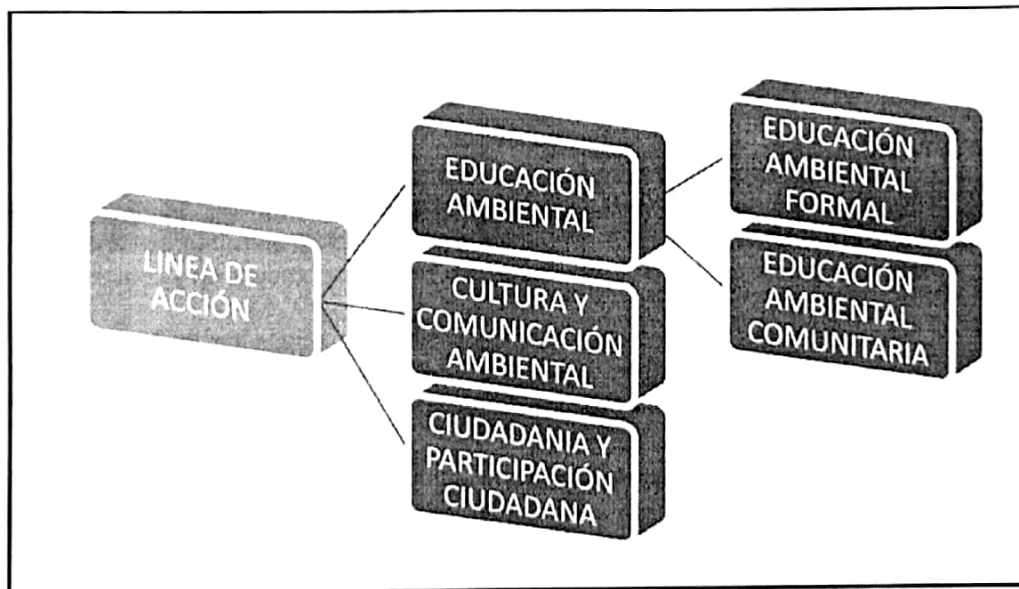 LINEA DE
ACCIÓN
EDUCACIÓN
AMBIENTAL
CULTURA Y
COMUNICACIÓN
AMBIENTAL
CIUDADANIA Y
PARTICIPACIÓN
CIUDADANA
EDUCACIÓN
AMBIENTAL
FORMAL
EDUCACIÓN
AMBIENTAL
COMUNITARIA